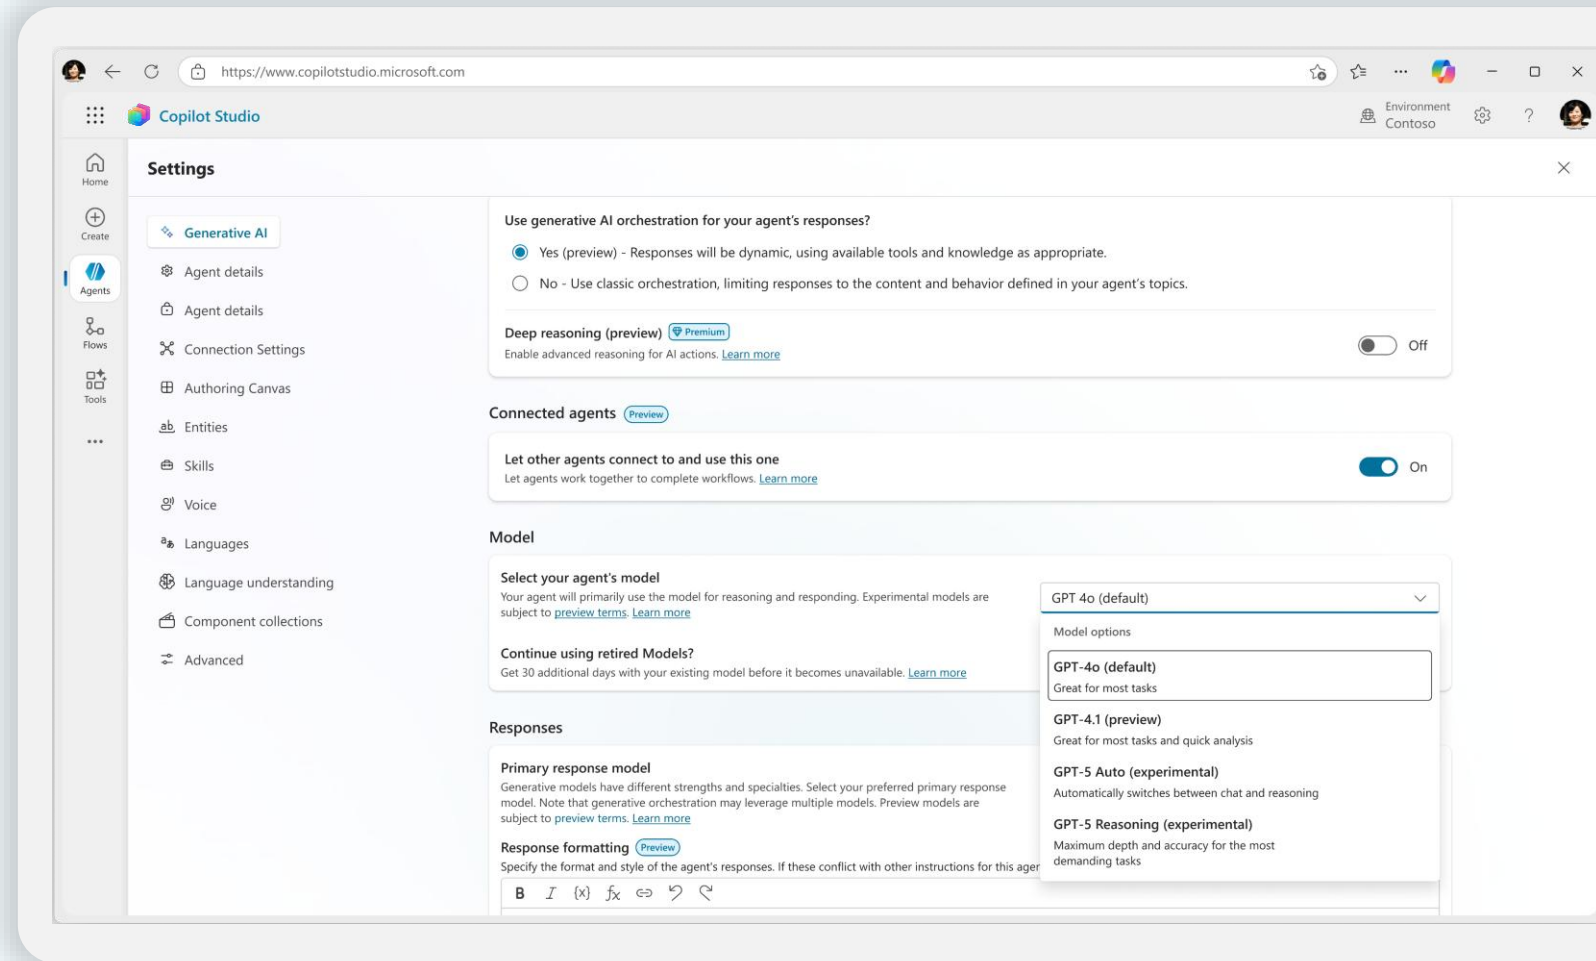 https://www.copilotstudio.microsoft.com
Copilot Studio
Environment
Contoso
?
Home
Create
Agents
Flows
Tools
Settings
Generative AI
Agent details
Agent details
Connection Settings
Authoring Canvas
Entities
Skills
Voice
Languages
Language understanding
Component collections
Advanced
Use generative AI orchestration for your agent's responses?
Yes (preview) - Responses will be dynamic, using available tools and knowledge as appropriate.
No - Use classic orchestration, limiting responses to the content and behavior defined in your agent's topics.
Deep reasoning (preview) Premium
Enable advanced reasoning for AI actions. Learn more
Off
Connected agents Preview
Let other agents connect to and use this one
Let agents work together to complete workflows. Learn more
On
Model
Select your agent's model
Your agent will primarily use the model for reasoning and responding. Experimental models are
subject to preview terms. Learn more
Continue using retired Models?
Get 30 additional days with your existing model before it becomes unavailable. Learn more
GPT 4o (default)
Model options
GPT-4o (default)
Great for most tasks
GPT-4.1 (preview)
Great for most tasks and quick analysis
GPT-5 Auto (experimental)
Automatically switches between chat and reasoning
GPT-5 Reasoning (experimental)
Maximum depth and accuracy for the most
demanding tasks
Responses
Primary response model
Generative models have different strengths and specialties. Select your preferred primary response
model. Note that generative orchestration may leverage multiple models. Preview models are
subject to preview terms. Learn more
Response formatting Preview
Specify the format and style of the agent's responses. If these conflict with other instructions for this ager
B I {x} fx